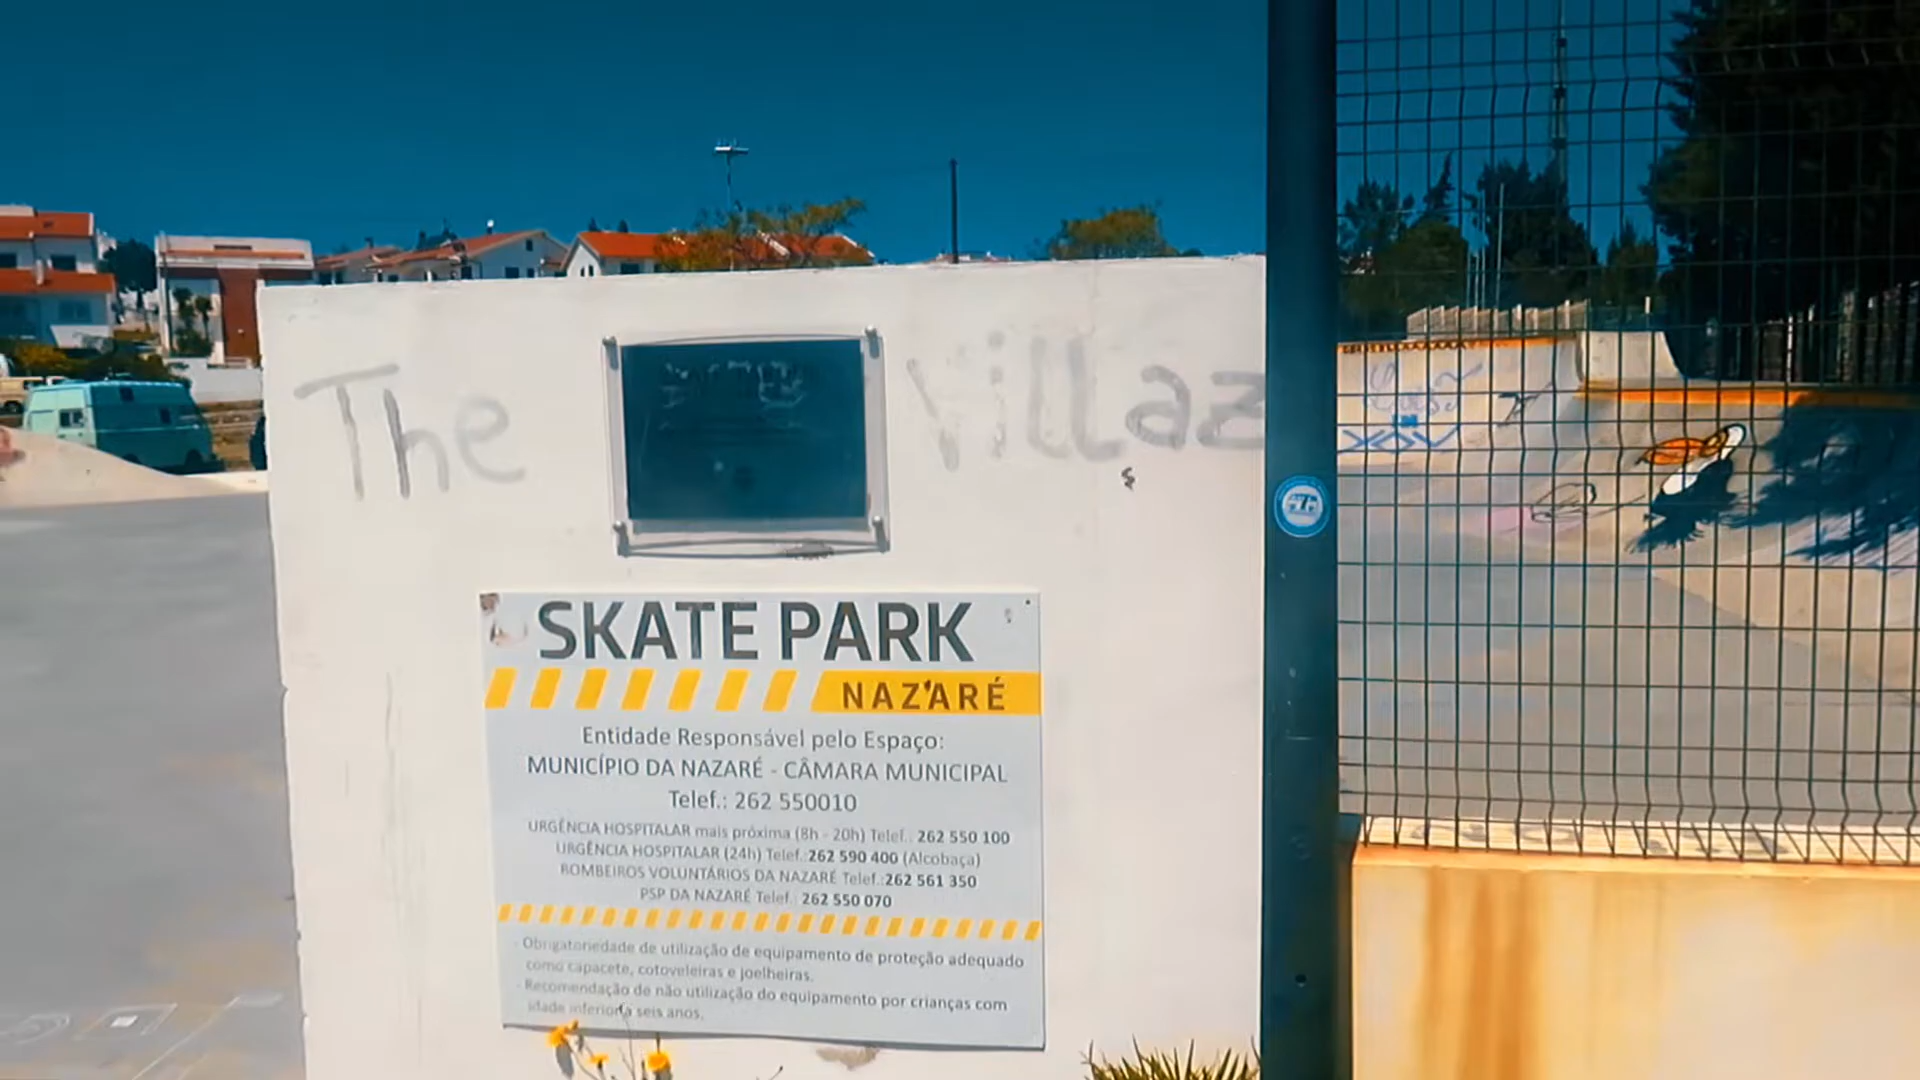 The Villaz
SKATE PARK
NAZARÉ
Entidade Responsável pelo Espaço:
MUNICÍPIO DA NAZARÉ - CÂMARA MUNICIPAL
Telef.: 262 550010
URGÊNCIA HOSPITALAR mais próxima (8h - 20h) Telef.: 262 550 100
URGÊNCIA HOSPITALAR (24h) Telef.:262 590 400 (Alcobaça)
BOMBEIROS VOLUNTÁRIOS DA NAZARÉ Telef.:262 561 350
PSP DA NAZARÉ Telef.: 262 550 070
- Obrigatoriedade de utilização de equipamento de proteção adequado
como capacete, cotoveleiras e joelheiras.
- Recomendação de não utilização do equipamento por crianças com
idade inferior a seis anos.